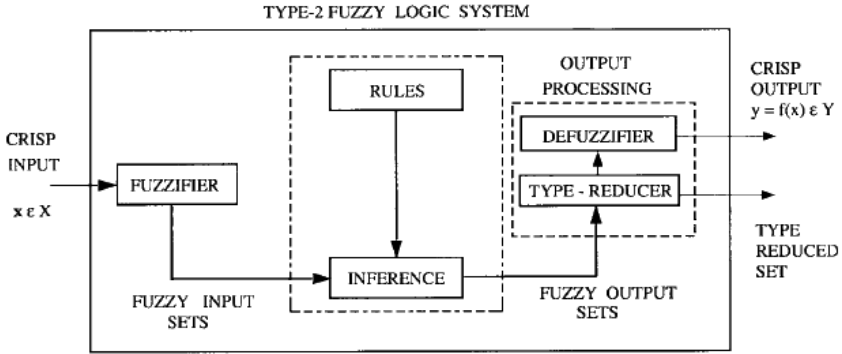 TYPE-2 FUZZY LOGIC SYSTEM
CRISP
INPUT
x ε X
FUZZIFIER
FUZZY INPUT
SETS
RULES
INFERENCE
OUTPUT
PROCESSING
DEFUZZIFIER
TYPE - REDUCER
FUZZY OUTPUT
SETS
CRISP
OUTPUT
y = f(x) ε Y
TYPE
REDUCED
SET